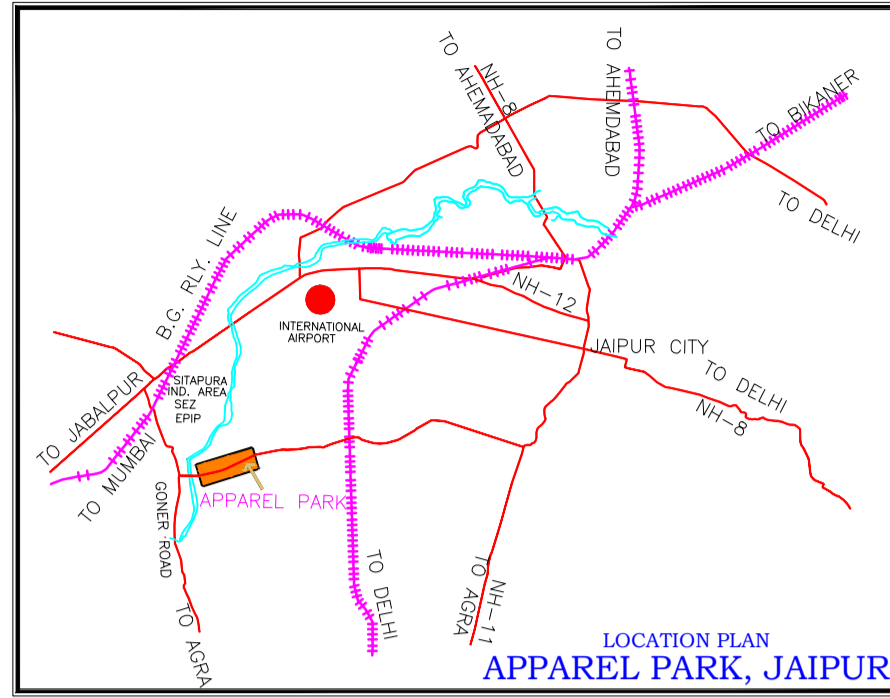 TO AHEMADABAD
NH-8
TO AHEMDABAD
TO BIKANER
TO DELHI
B.G. RLY. LINE
INTERNATIONAL
AIRPORT
NH-12
JAIPUR CITY
TO DELHI
NH-8
TO JABALPUR
SITAPURA
IND. AREA
SEZ
EPIP
TO MUMBAI
GONER ROAD
APPAREL PARK
TO DELHI
TO AGRA
NH-11
TO AGRA
LOCATION PLAN
APPAREL PARK, JAIPUR